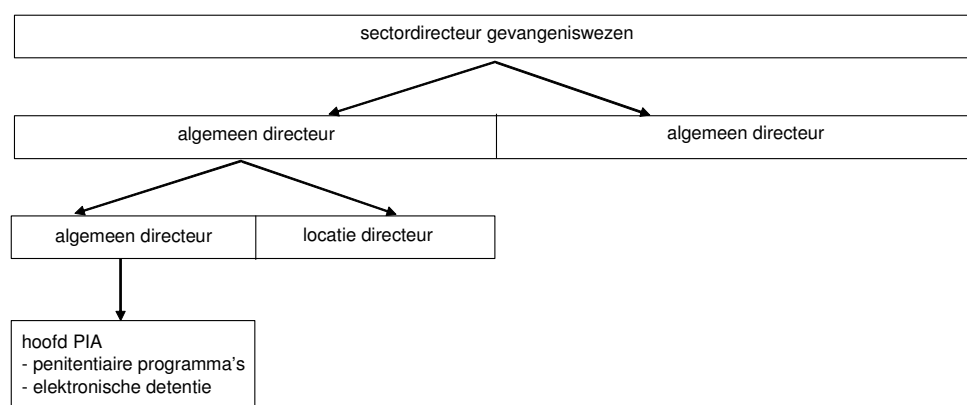 sectordirecteur gevangeniswezen
algemeen directeur
algemeen directeur
algemeen directeur
locatie directeur
hoofd PIA
- penitentiaire programma's
- elektronische detentie